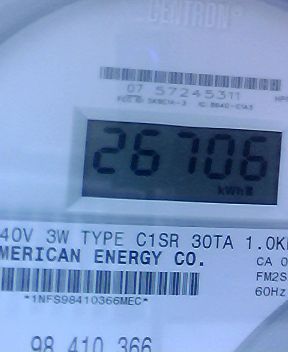 CENTRON
07 57245311
26706
kWh
40V 3W TYPE C1SR 30TA 1.0K
MERICAN ENERGY CO.
CA 0
FM2S
60Hz
*1NFS98410366MEC*
98 410 366